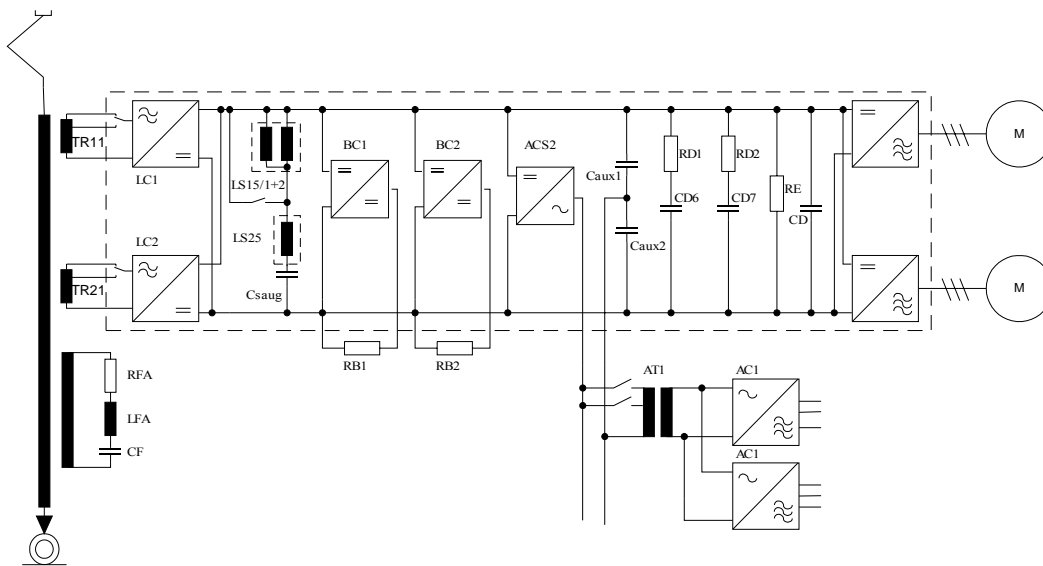 TR11
LC1
LS15/1+2
BC1
BC2
ACS2
Caux1
RD1
RD2
RE
M
LC2
LS25
TR21
Csaug
Caux2
CD6
CD7
CD
M
RB1
RB2
RFA
LFA
CF
AT1
AC1
AC1